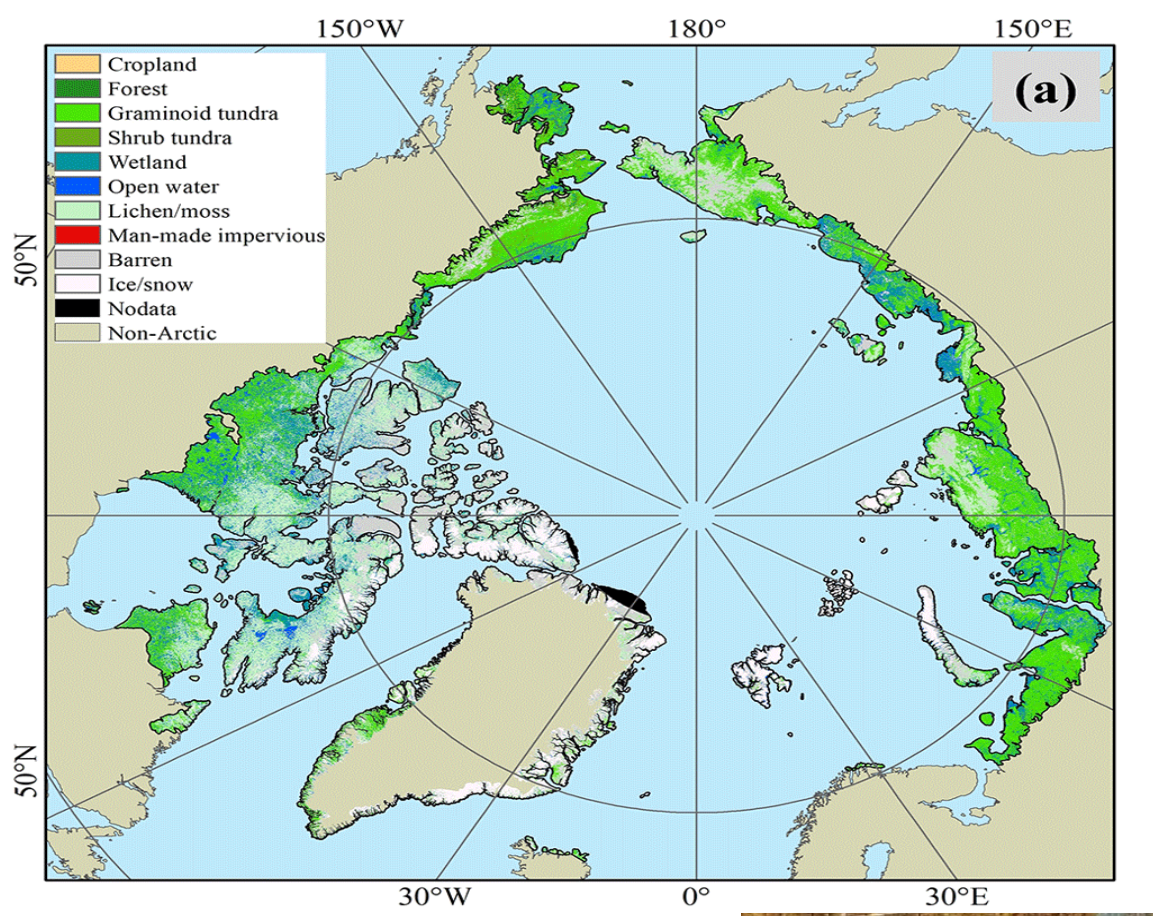 150°W
180°
150°E
(a)
Cropland
Forest
Graminoid tundra
Shrub tundra
Wetland
Open water
Lichen/moss
Man-made impervious
Barren
Ice/snow
Nodata
Non-Arctic
50°N
50°N
30°W
0°
30°E